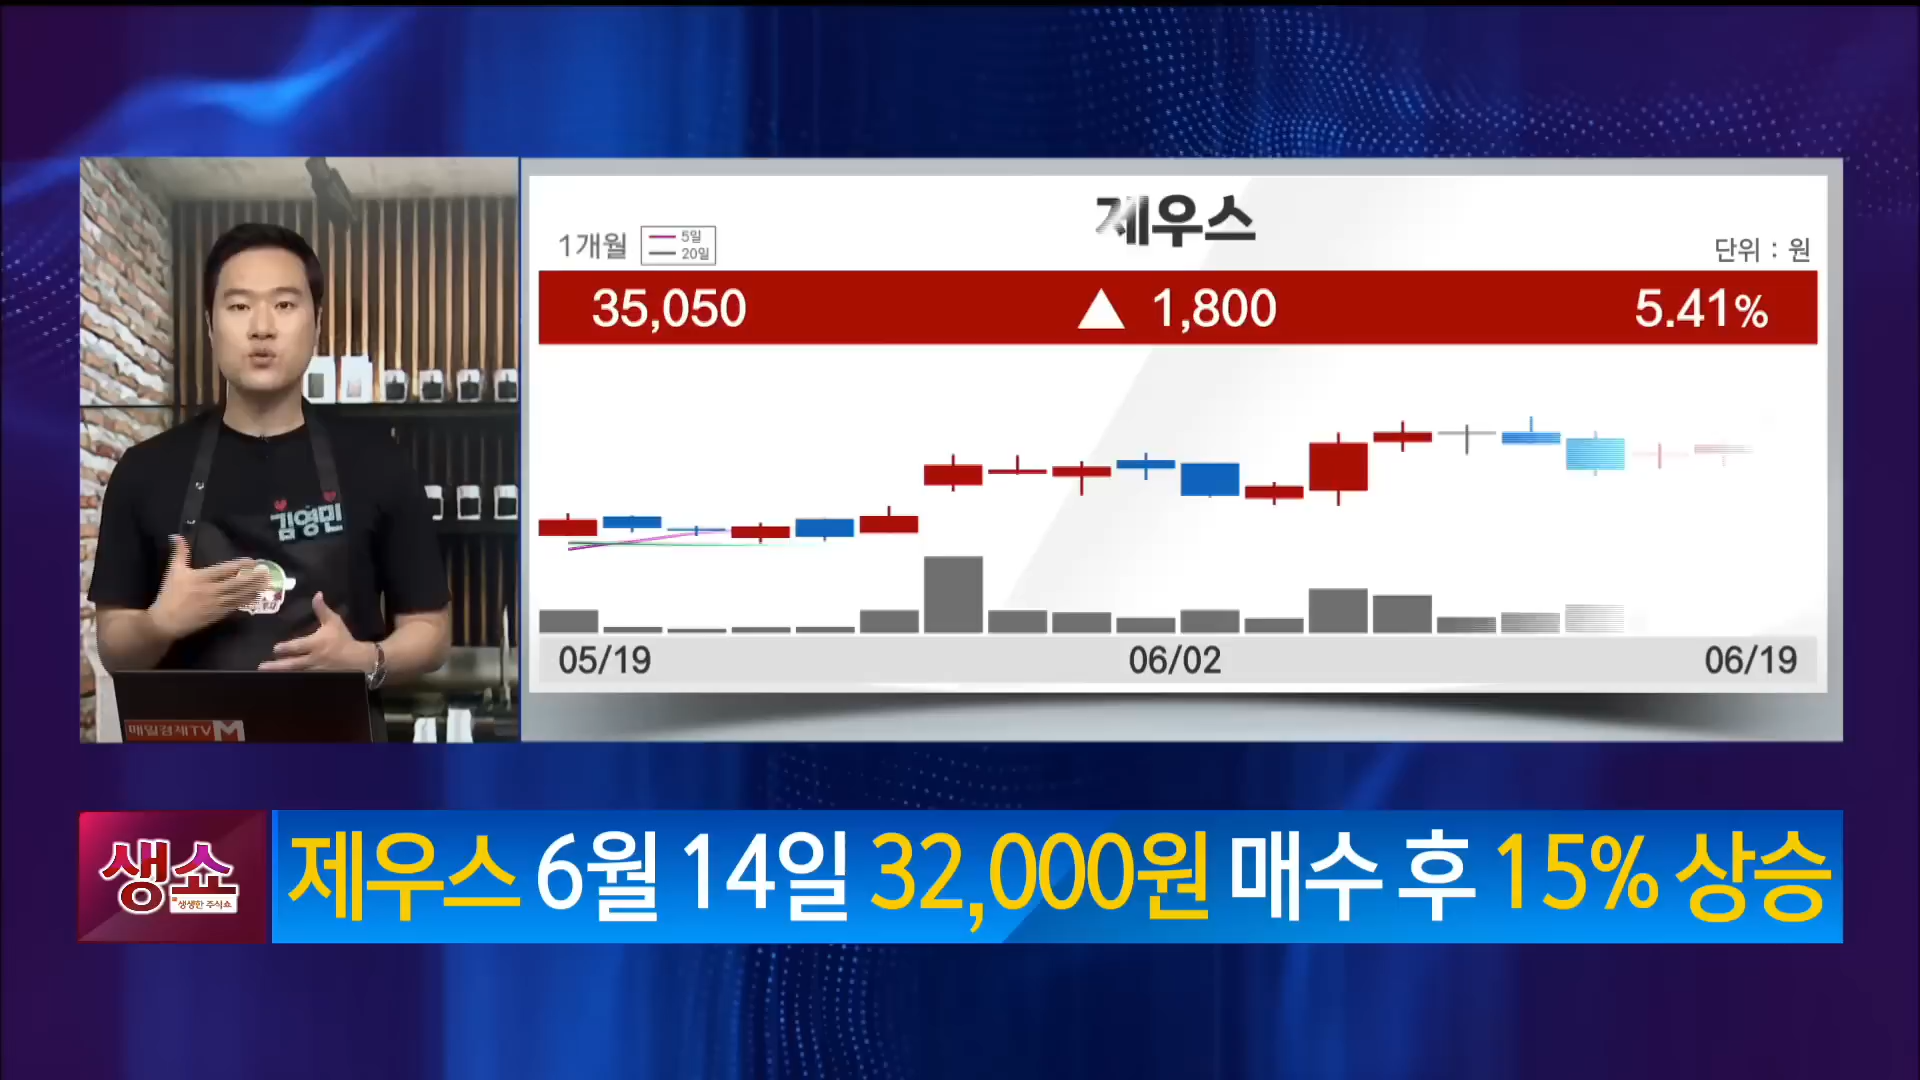 제우스
1개월
5일
20일
단위 : 원
35,050 ▲ 1,800 5.41%
김영민
매일경제TV M
05/19 06/02 06/19
생쇼
생생한 주식쇼
제우스 6월 14일 32,000원 매수 후 15% 상승